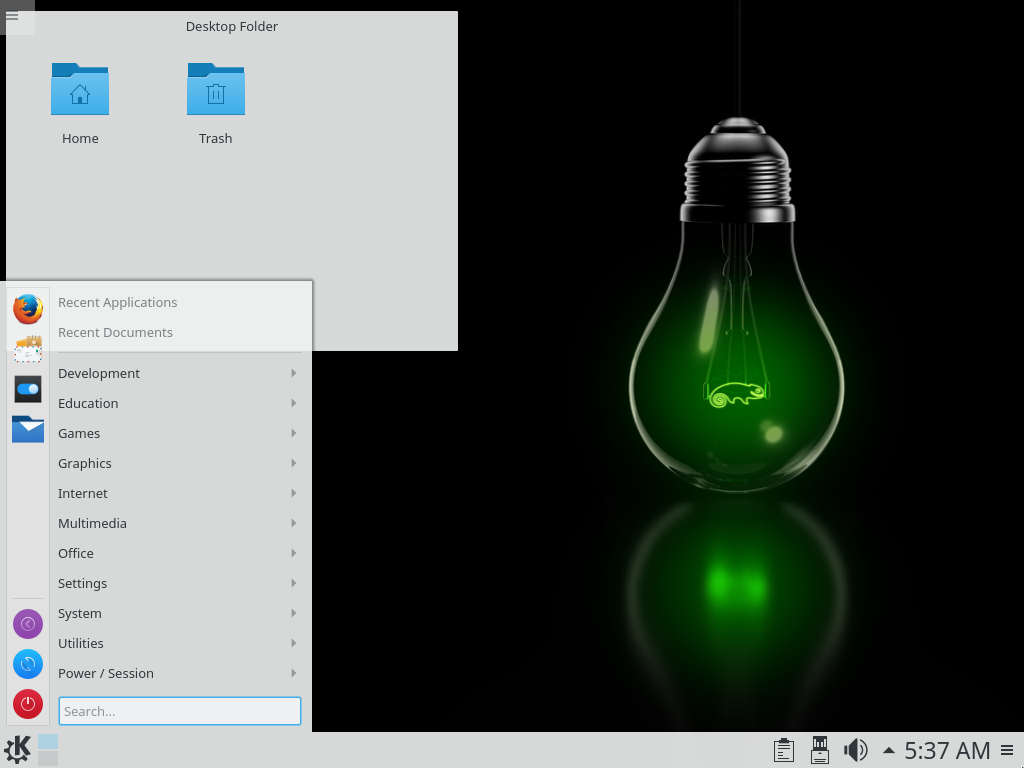 Desktop Folder
Home
Trash
Recent Applications
Recent Documents
Development
Education
Games
Graphics
Internet
Multimedia
Office
Settings
System
Utilities
Power / Session
Search...
5:37 AM